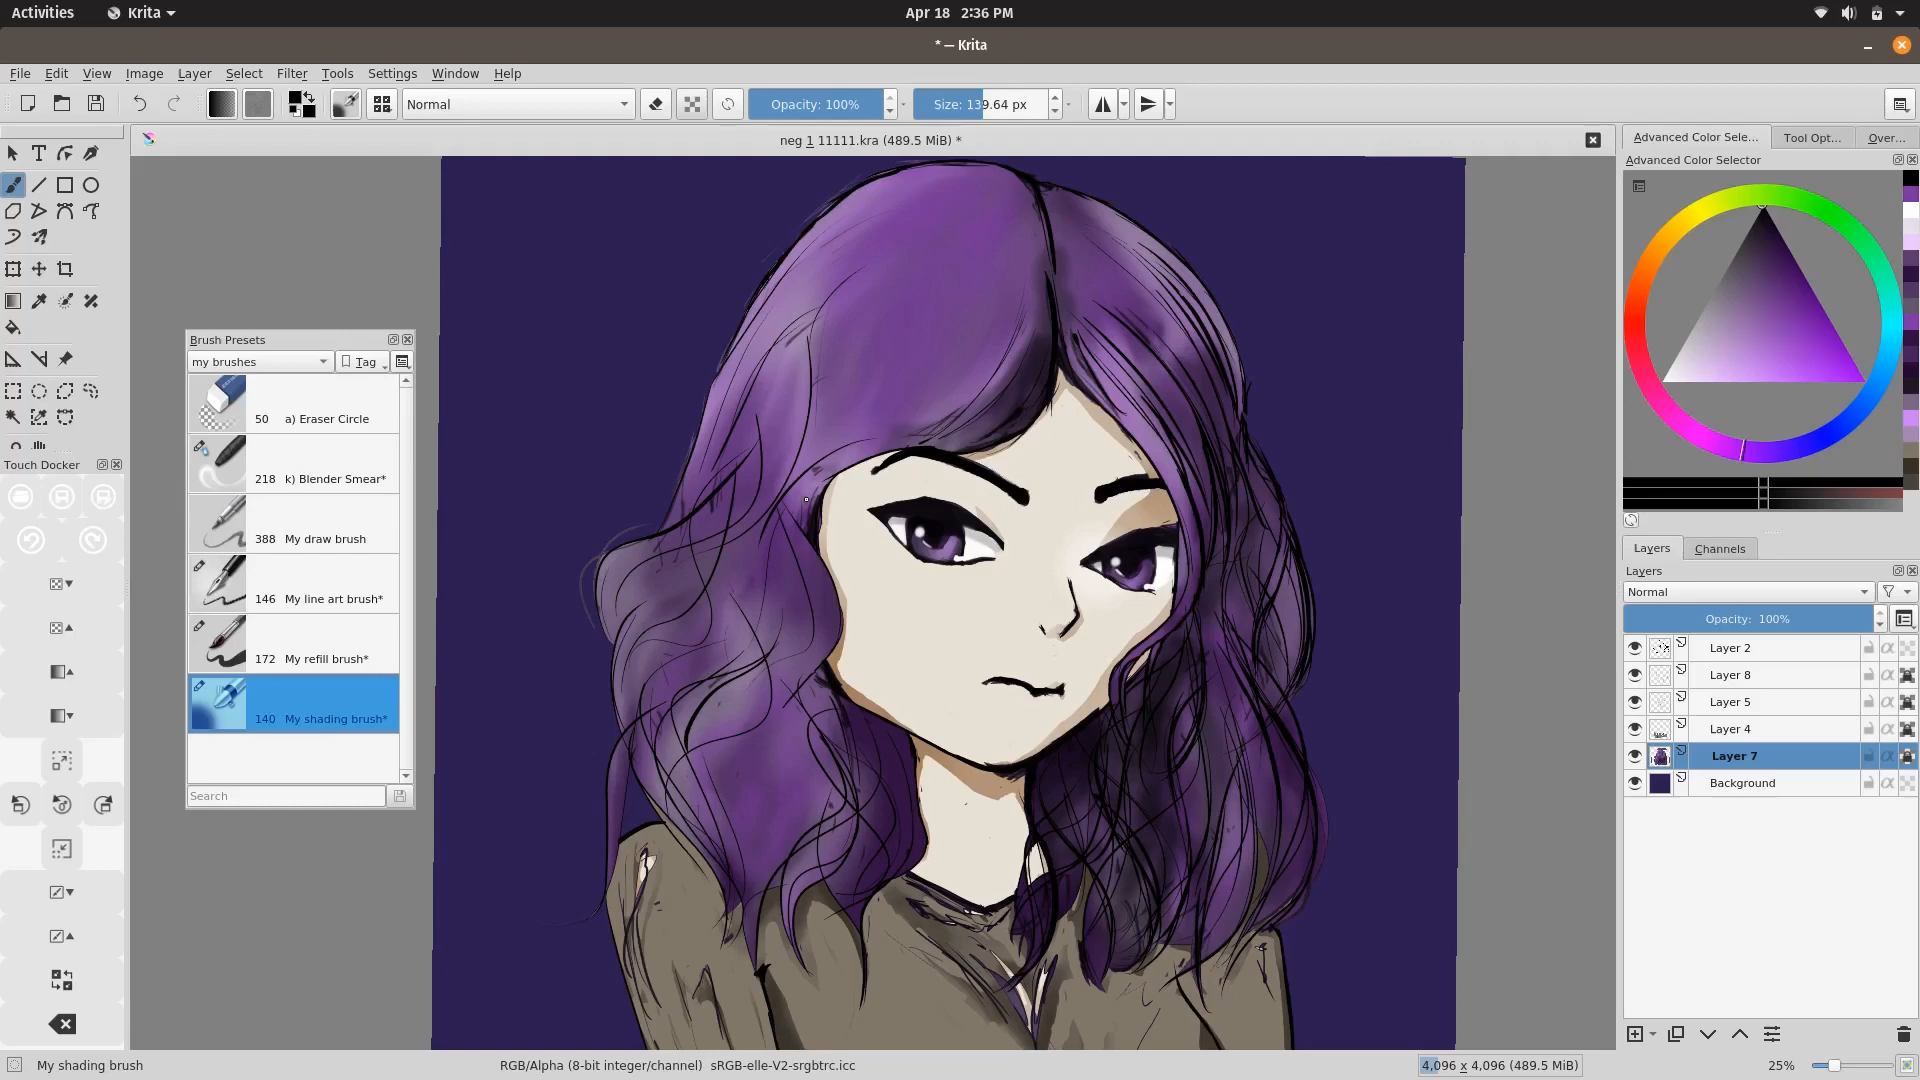 Activities Krita Apr 18 2:36 PM
* — Krita
File Edit View Image Layer Select Filter Tools Settings Window Help
Normal Opacity: 100% Size: 139.64 px
neg 1 11111.kra (489.5 MiB) *
Advanced Color Sele... Tool Opt... Over...
Advanced Color Selector
Brush Presets
my brushes Tag
50 a) Eraser Circle
218 k) Blender Smear*
388 My draw brush
146 My line art brush*
172 My refill brush*
140 My shading brush*
Search
Touch Docker
Layers Channels
Layers
Normal
Opacity: 100%
Layer 2
Layer 8
Layer 5
Layer 4
Layer 7
Background
My shading brush RGB/Alpha (8-bit integer/channel) sRGB-elle-V2-srgbtrc.icc 4,096 x 4,096 (489.5 MiB) 25%